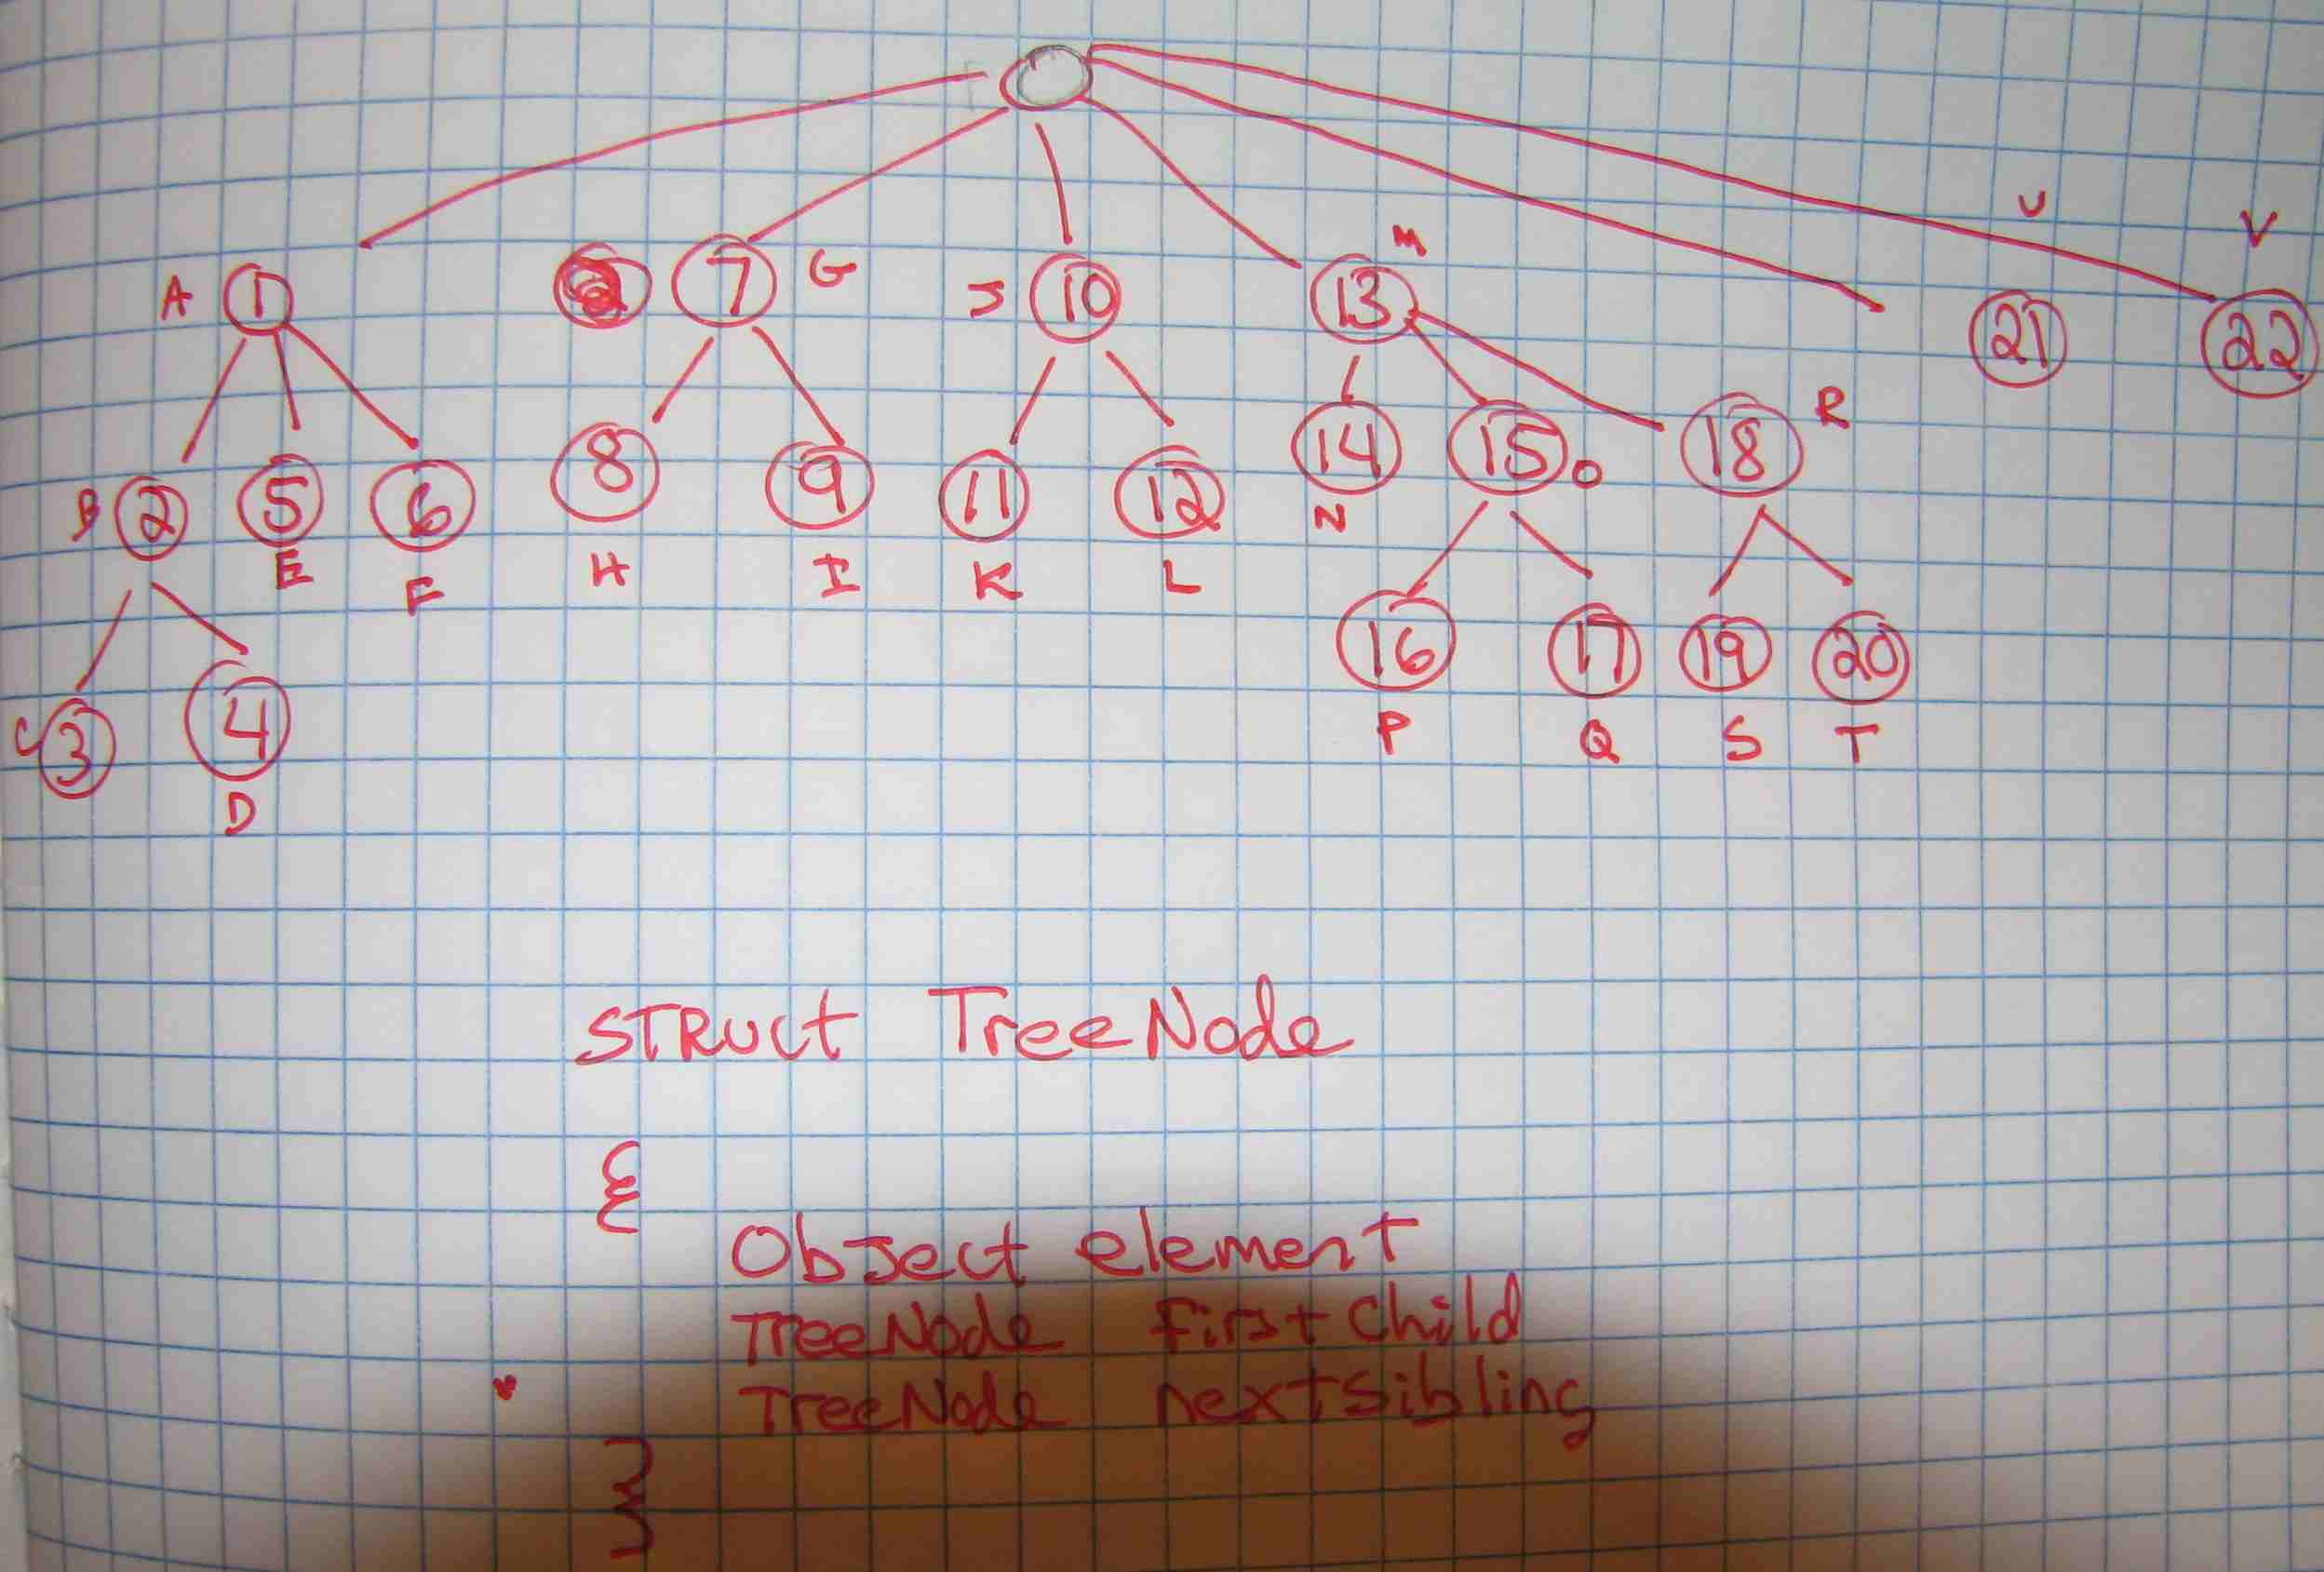 U
V
M
A 1
7 G
J 10
13
21
22
B 2
5
6
8
9
11
12
14
15 O
18 R
E
F
H
I
K
L
N
C 3
4
16
17
19
20
D
P
Q
S
T
STRUCT TreeNode
{
Object element
TreeNode firstChild
TreeNode nextSibling
}